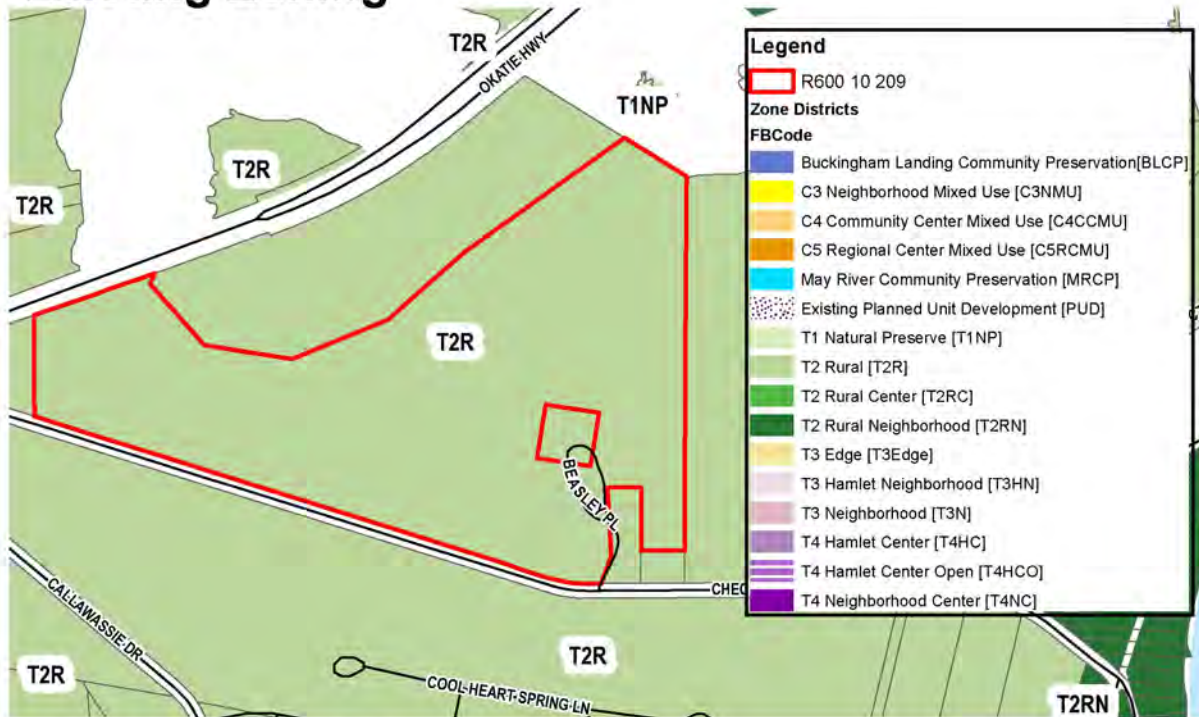 T2R
OKATIE HWY
T1NP
T2R
T2R
T2R
BEASLEY PL
CALLAWASSIE DR
T2R
T2R
COOL HEART SPRING LN
T2RN
Legend
R600 10 209
Zone Districts
FBCode
Buckingham Landing Community Preservation[BLCP]
C3 Neighborhood Mixed Use [C3NMU]
C4 Community Center Mixed Use [C4CCMU]
C5 Regional Center Mixed Use [C5RCMU]
May River Community Preservation [MRCP]
Existing Planned Unit Development [PUD]
T1 Natural Preserve [T1NP]
T2 Rural [T2R]
T2 Rural Center [T2RC]
T2 Rural Neighborhood [T2RN]
T3 Edge [T3Edge]
T3 Hamlet Neighborhood [T3HN]
T3 Neighborhood [T3N]
T4 Hamlet Center [T4HC]
T4 Hamlet Center Open [T4HCO]
T4 Neighborhood Center [T4NC]